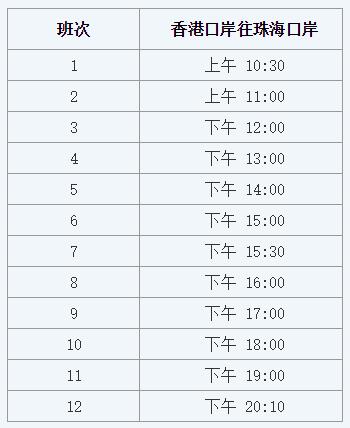 班次 香港口岸往珠海口岸
1 上午 10:30
2 上午 11:00
3 下午 12:00
4 下午 13:00
5 下午 14:00
6 下午 15:00
7 下午 15:30
8 下午 16:00
9 下午 17:00
10 下午 18:00
11 下午 19:00
12 下午 20:10